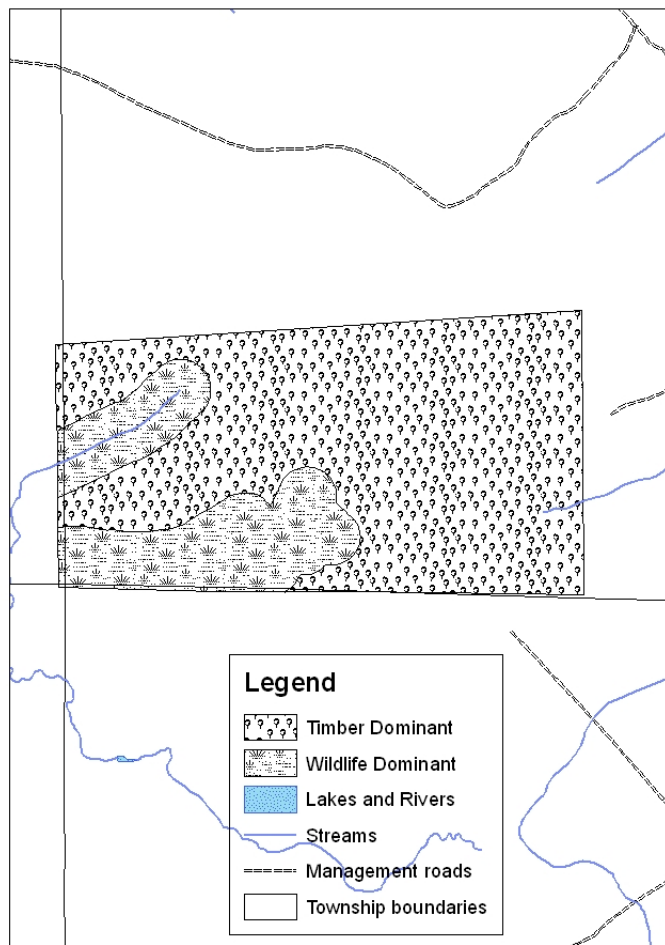 Legend
Timber Dominant
Wildlife Dominant
Lakes and Rivers
Streams
Management roads
Township boundaries